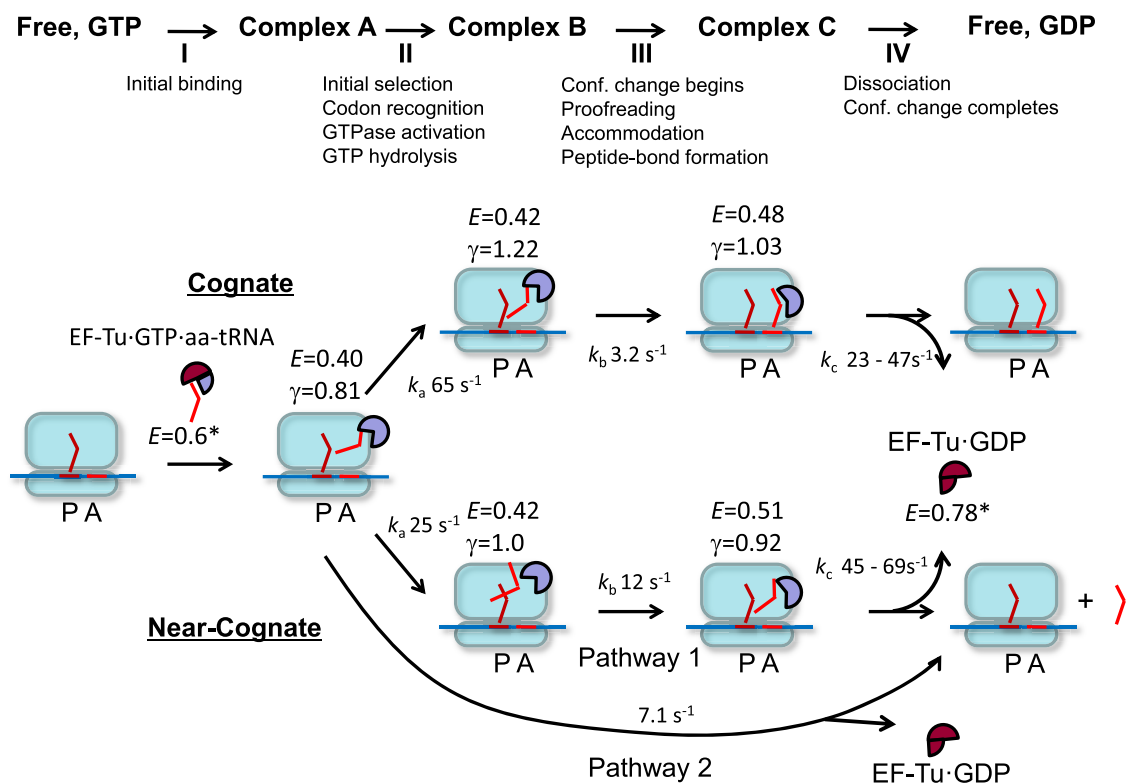 Free, GTP
Complex A
Complex B
Complex C
Free, GDP
I
II
III
IV
Initial binding
Initial selection
Codon recognition
GTPase activation
GTP hydrolysis
Conf. change begins
Proofreading
Accommodation
Peptide-bond formation
Dissociation
Conf. change completes
Cognate
EF-Tu·GTP·aa-tRNA
E=0.6*
P A
E=0.40
γ=0.81
P A
kₐ 65 s⁻¹
E=0.42
γ=1.22
P A
k_b 3.2 s⁻¹
E=0.48
γ=1.03
P A
k_c 23 - 47s⁻¹
P A
EF-Tu·GDP
E=0.78*
Near-Cognate
kₐ 25 s⁻¹
E=0.42
γ=1.0
P A
k_b 12 s⁻¹
E=0.51
γ=0.92
P A
k_c 45 - 69s⁻¹
+
P A
Pathway 1
7.1 s⁻¹
Pathway 2
EF-Tu·GDP